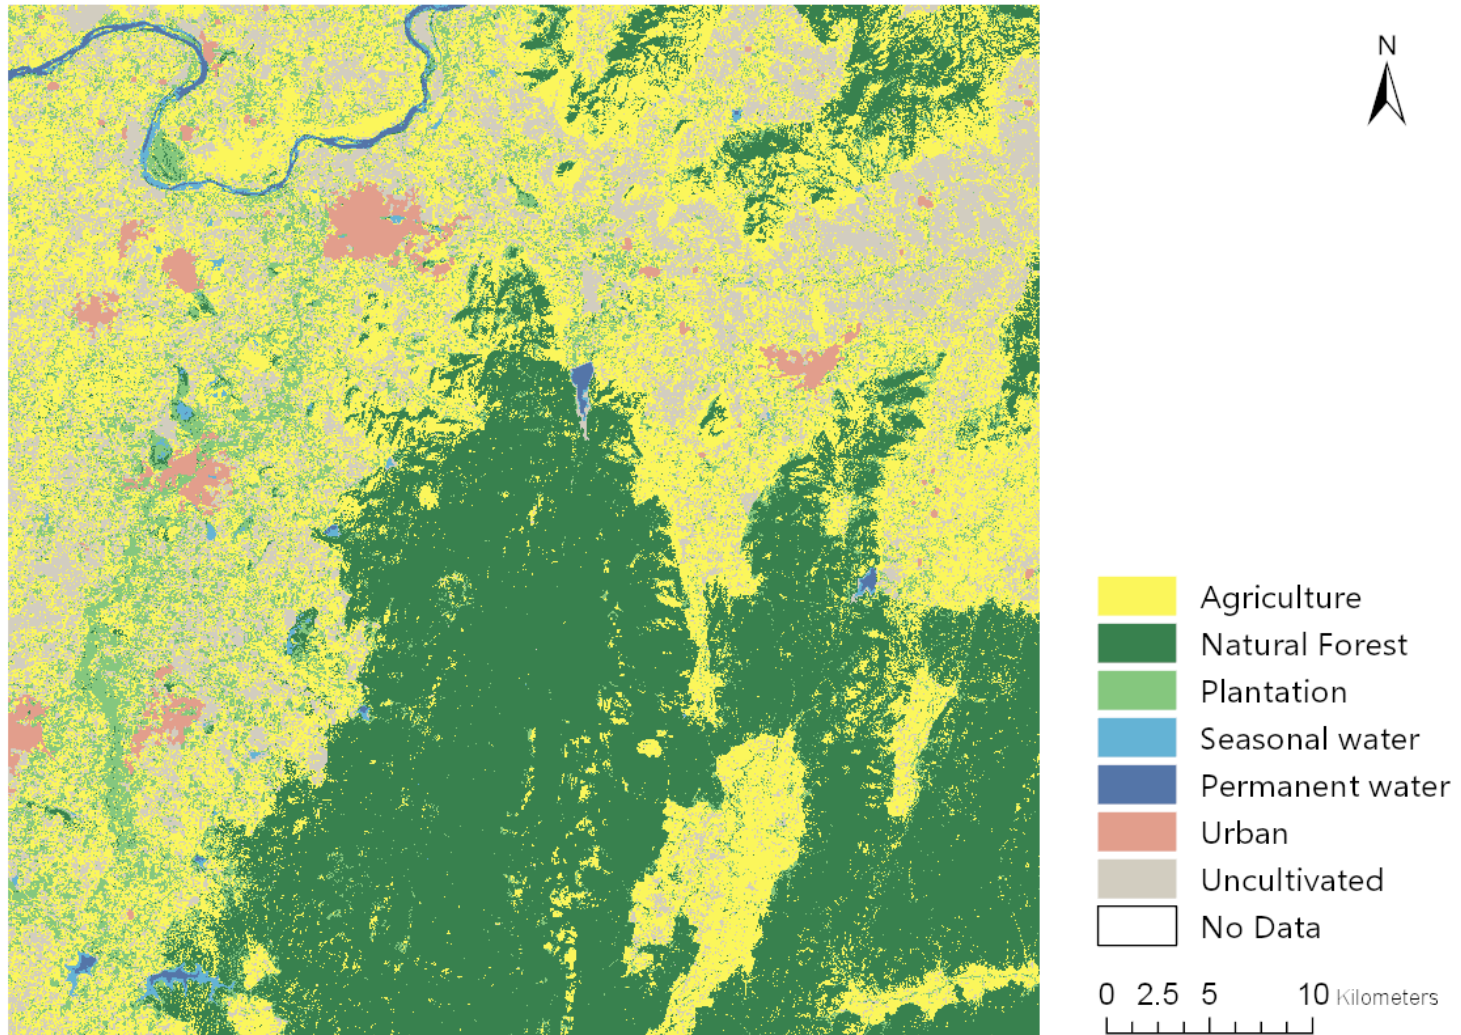 N
Agriculture
Natural Forest
Plantation
Seasonal water
Permanent water
Urban
Uncultivated
No Data
0 2.5 5 10 Kilometers